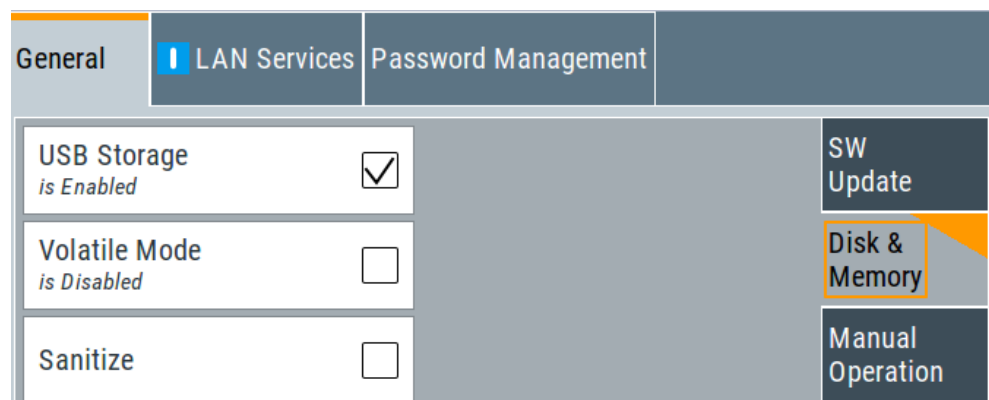 General
LAN Services
Password Management
USB Storage
is Enabled
Volatile Mode
is Disabled
Sanitize
SW
Update
Disk &
Memory
Manual
Operation